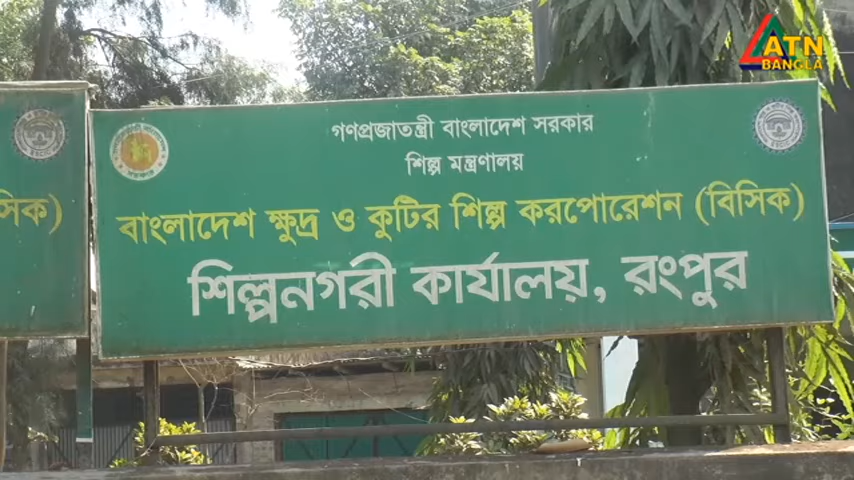 ATN
BANGLA
গণপ্রজাতন্ত্রী বাংলাদেশ সরকার
শিল্প মন্ত্রণালয়
বাংলাদেশ ক্ষুদ্র ও কুটির শিল্প করপোরেশন (বিসিক)
শিল্পনগরী কার্যালয়, রংপুর
সিক)